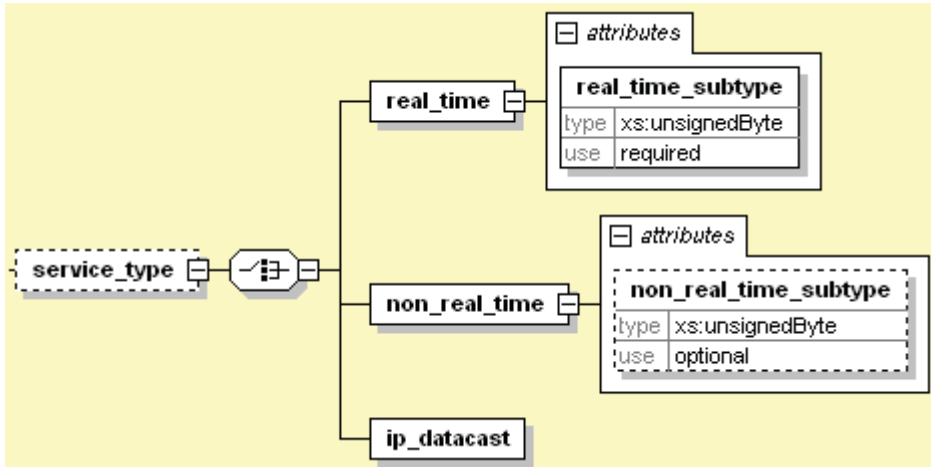 attributes
real_time
real_time_subtype
type xs:unsignedByte
use required
service_type
attributes
non_real_time
non_real_time_subtype
type xs:unsignedByte
use optional
ip_datacast